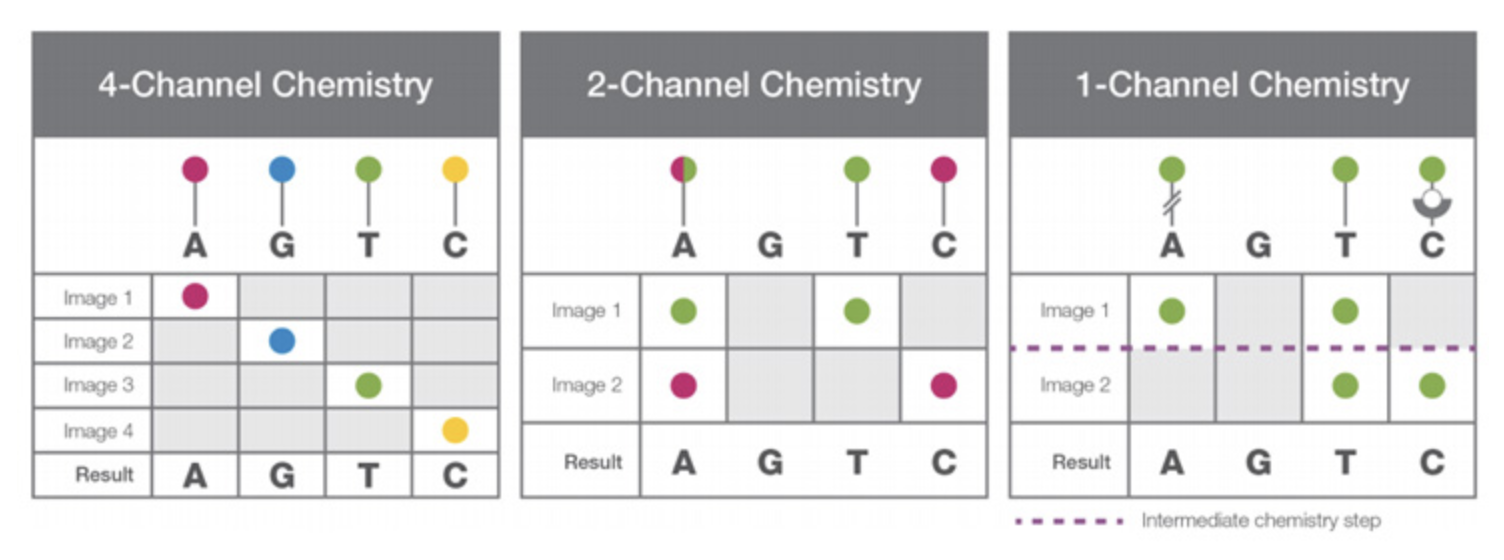 4-Channel Chemistry
A G T C
Image 1
Image 2
Image 3
Image 4
Result A G T C
2-Channel Chemistry
A G T C
Image 1
Image 2
Result A G T C
1-Channel Chemistry
A G T C
Image 1
Image 2
Result A G T C
Intermediate chemistry step